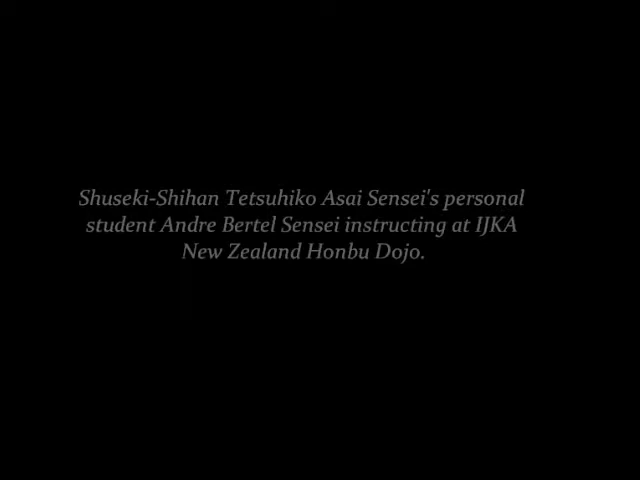 Shuseki-Shihan Tetsuhiko Asai Sensei's personal
student Andre Bertel Sensei instructing at IJKA
New Zealand Honbu Dojo.